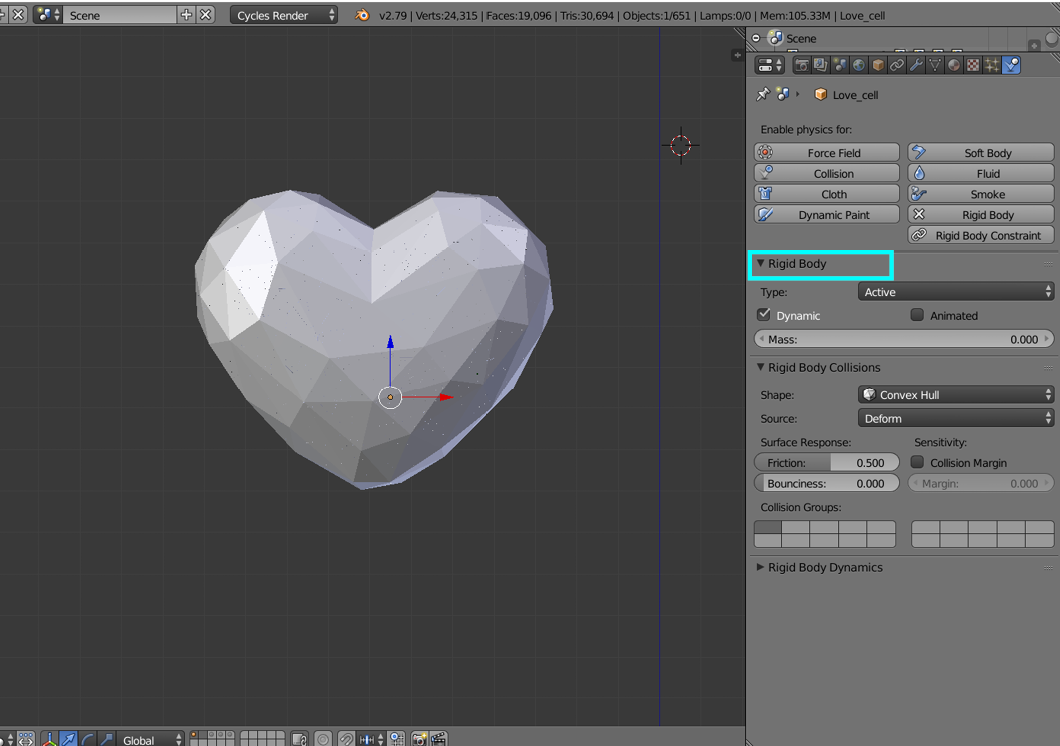 Scene
Cycles Render
v2.79 | Verts:24,315 | Faces:19,096 | Tris:30,694 | Objects:1/651 | Lamps:0/0 | Mem:105.33M | Love_cell
Scene
Love_cell
Enable physics for:
Force Field
Soft Body
Collision
Fluid
Cloth
Smoke
Dynamic Paint
Rigid Body
Rigid Body Constraint
Rigid Body
Type: Active
Dynamic
Animated
Mass: 0.000
Rigid Body Collisions
Shape: Convex Hull
Source: Deform
Surface Response:
Sensitivity:
Friction: 0.500
Collision Margin
Bounciness: 0.000
Margin: 0.000
Collision Groups:
Rigid Body Dynamics
Global